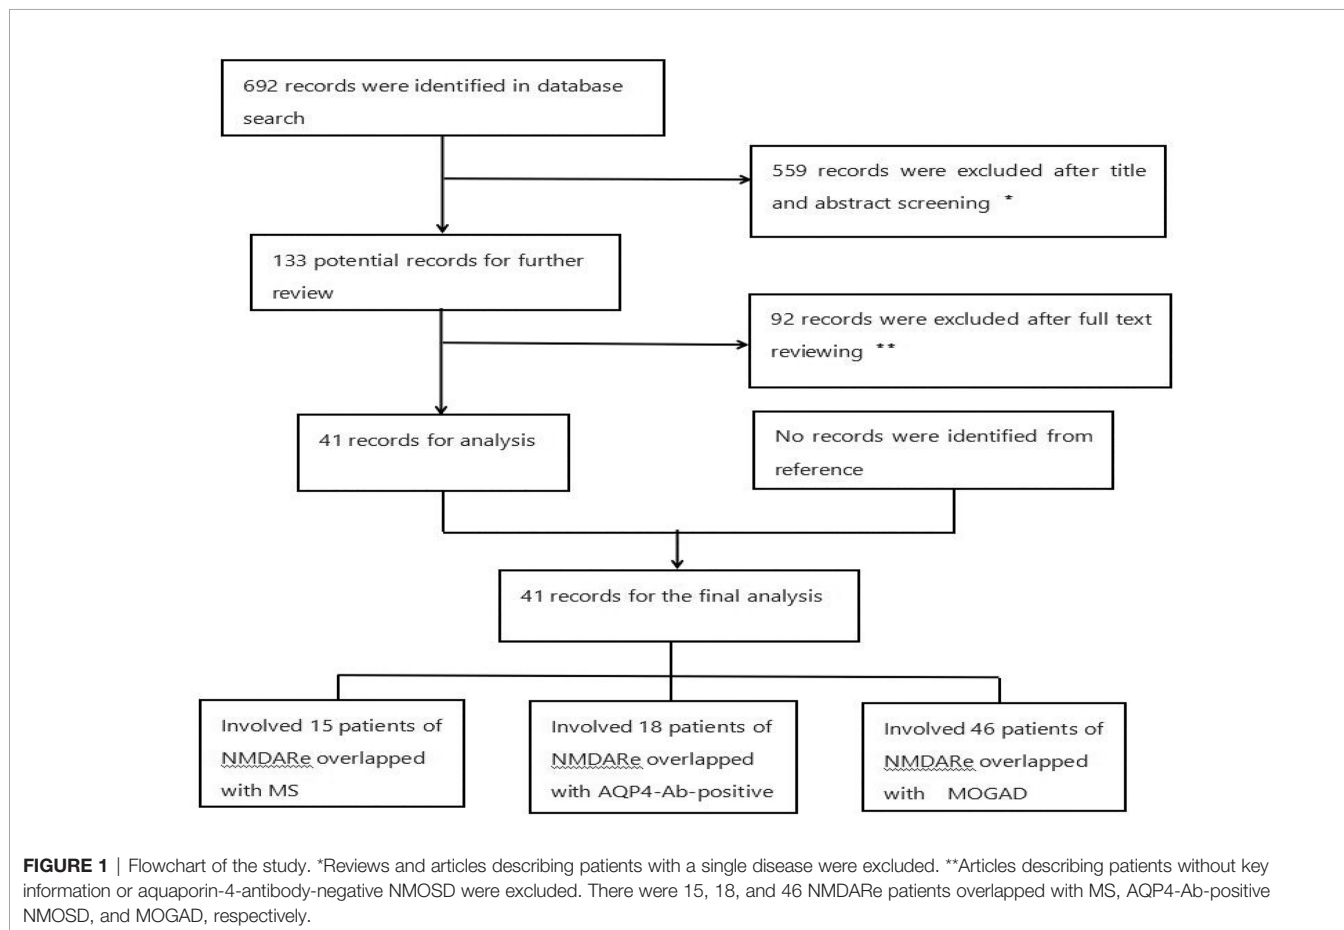 692 records were identified in database
search
559 records were excluded after title
and abstract screening *
133 potential records for further
review
92 records were excluded after full text
reviewing **
41 records for analysis
No records were identified from
reference
41 records for the final analysis
Involved 15 patients of
NMDARe overlapped
with MS
Involved 18 patients of
NMDARe overlapped
with AQP4-Ab-positive
Involved 46 patients of
NMDARe overlapped
with MOGAD
FIGURE 1 | Flowchart of the study. *Reviews and articles describing patients with a single disease were excluded. **Articles describing patients without key
information or aquaporin-4-antibody-negative NMOSD were excluded. There were 15, 18, and 46 NMDARe patients overlapped with MS, AQP4-Ab-positive
NMOSD, and MOGAD, respectively.